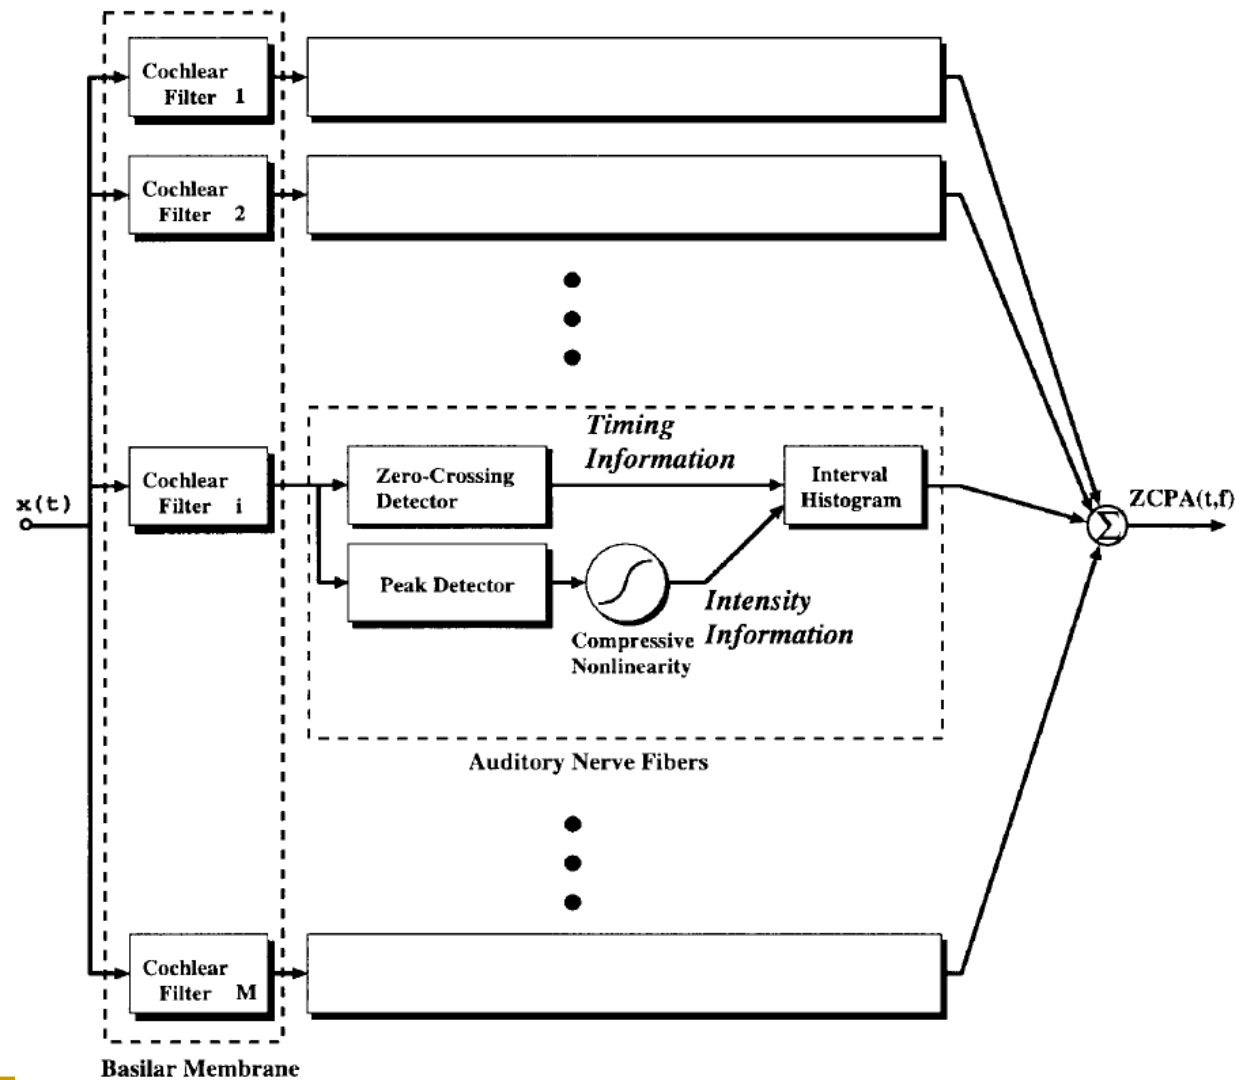 Cochlear
Filter 1
Cochlear
Filter 2
Timing
Information
Zero-Crossing
Detector
Interval
Histogram
Cochlear
Filter i
x(t)
ZCPA(t,f)
Σ
Peak Detector
Intensity
Information
Compressive
Nonlinearity
Auditory Nerve Fibers
Cochlear
Filter M
Basilar Membrane